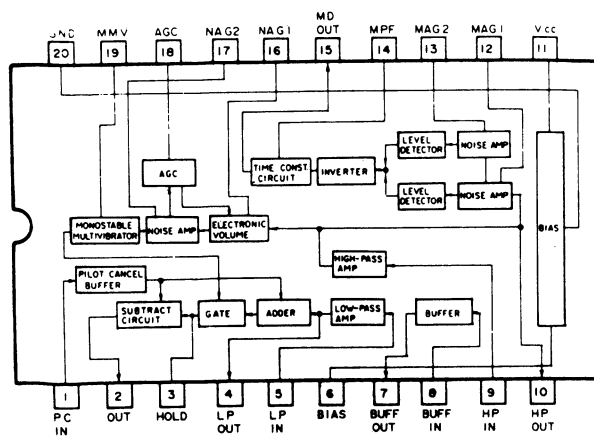 GND MMV AGC NAG2 NAG1 MD OUT MPF MAG2 MAG1 Vcc
20 19 18 17 16 15 14 13 12 11
LEVEL DETECTOR
NOISE AMP
AGC
TIME CONST. CIRCUIT
INVERTER
LEVEL DETECTOR
NOISE AMP
MONOSTABLE MULTIVIBRATOR
NOISE AMP
ELECTRONIC VOLUME
BIAS
HIGH-PASS AMP
PILOT CANCEL BUFFER
SUBTRACT CIRCUIT
GATE
ADDER
LOW-PASS AMP
BUFFER
1 2 3 4 5 6 7 8 9 10
PC IN OUT HOLD LP OUT LP IN BIAS BUFF OUT BUFF IN HP IN HP OUT